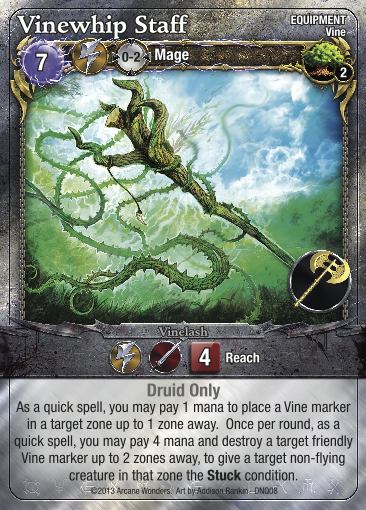 Vinewhip Staff
EQUIPMENT
Vine
7
0-2
Mage
2
Vinelash
4
Reach
Druid Only
As a quick spell, you may pay 1 mana to place a Vine marker
in a target zone up to 1 zone away.  Once per round, as a
quick spell, you may pay 4 mana and destroy a target friendly
Vine marker up to 2 zones away, to give a target non-flying
creature in that zone the Stuck condition.
©2013 Arcane Wonders.  Art by Addison Rankin.  DNQ08